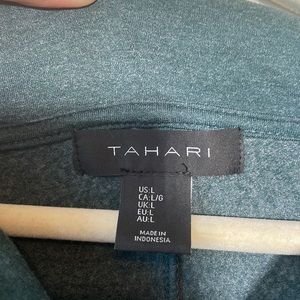 TAHARI
US:L
CA:L/G
UK:L
EU:L
AU:L
MADE IN
INDONESIA